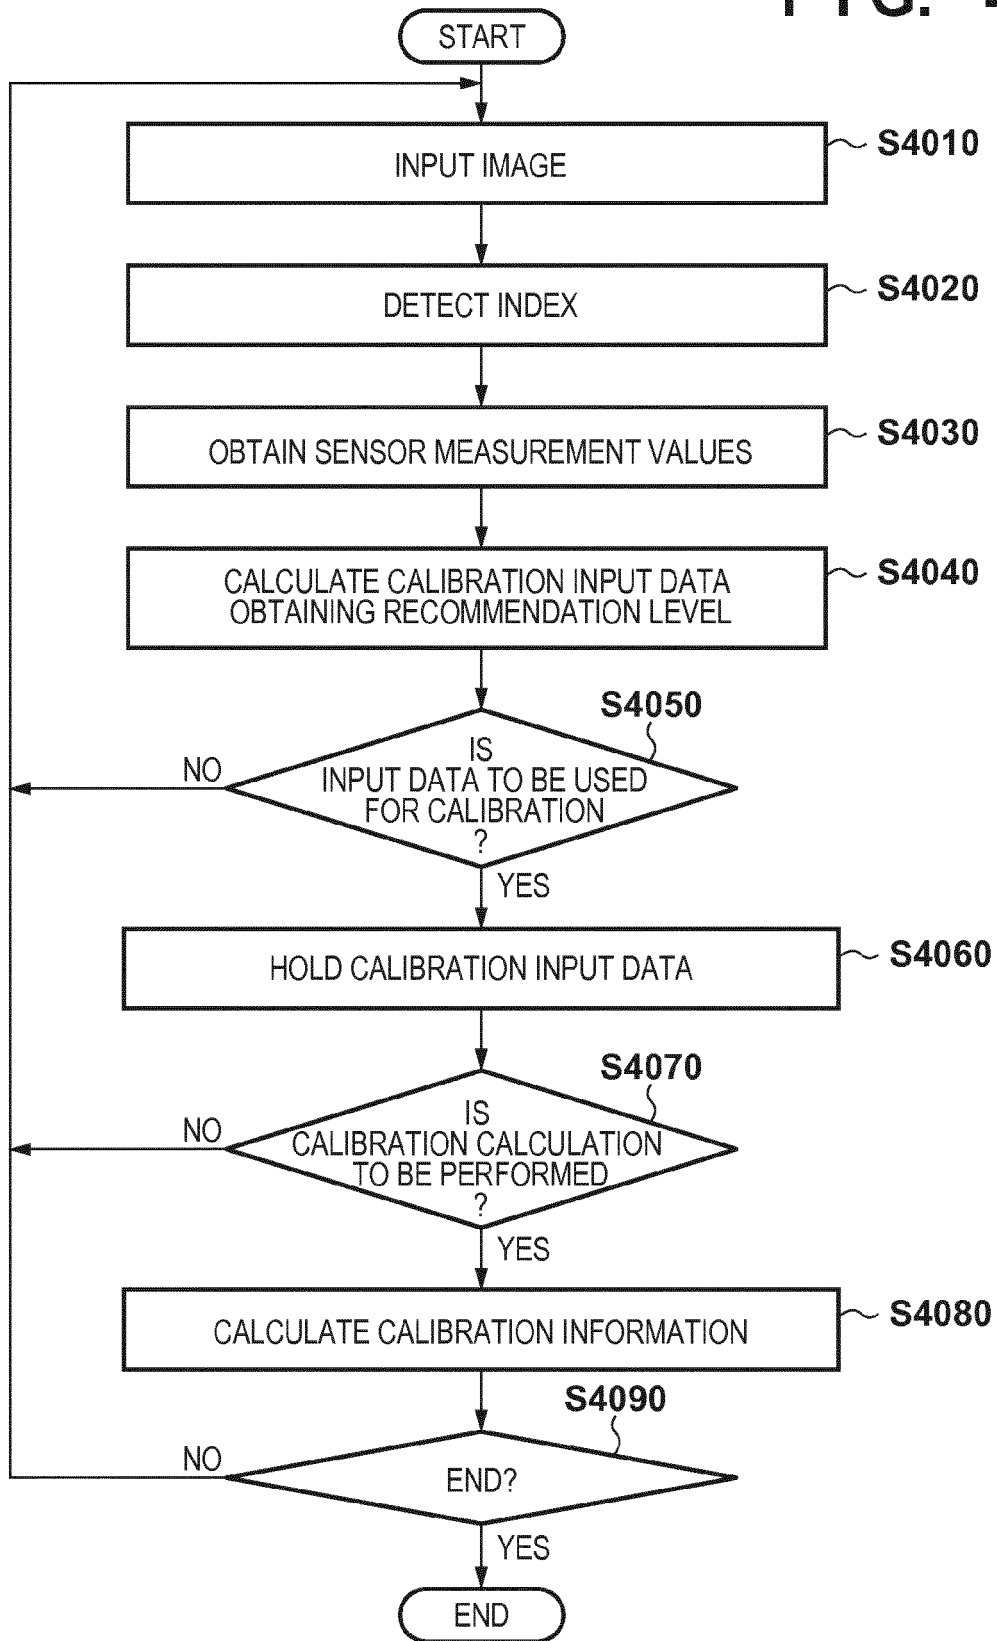 FIG.
START
INPUT IMAGE
S4010
DETECT INDEX
S4020
OBTAIN SENSOR MEASUREMENT VALUES
S4030
CALCULATE CALIBRATION INPUT DATA
OBTAINING RECOMMENDATION LEVEL
S4040
S4050
IS
INPUT DATA TO BE USED
FOR CALIBRATION
?
NO
YES
HOLD CALIBRATION INPUT DATA
S4060
S4070
IS
CALIBRATION CALCULATION
TO BE PERFORMED
?
NO
YES
CALCULATE CALIBRATION INFORMATION
S4080
S4090
END?
NO
YES
END